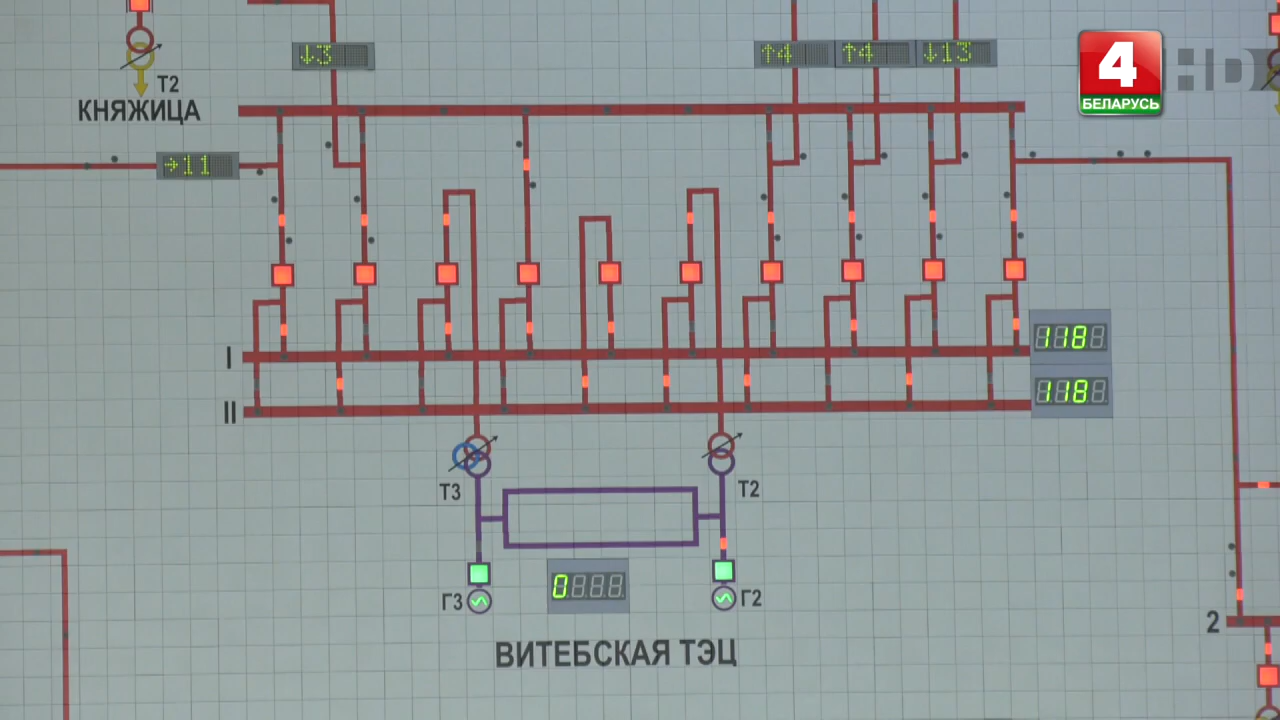 ↓3
↑4
↑4
↓13
4
БЕЛАРУСЬ
HD
Т2
КНЯЖИЦА
→11
I
118
II
118
Т3
Т2
0
Г3
Г2
ВИТЕБСКАЯ ТЭЦ
2